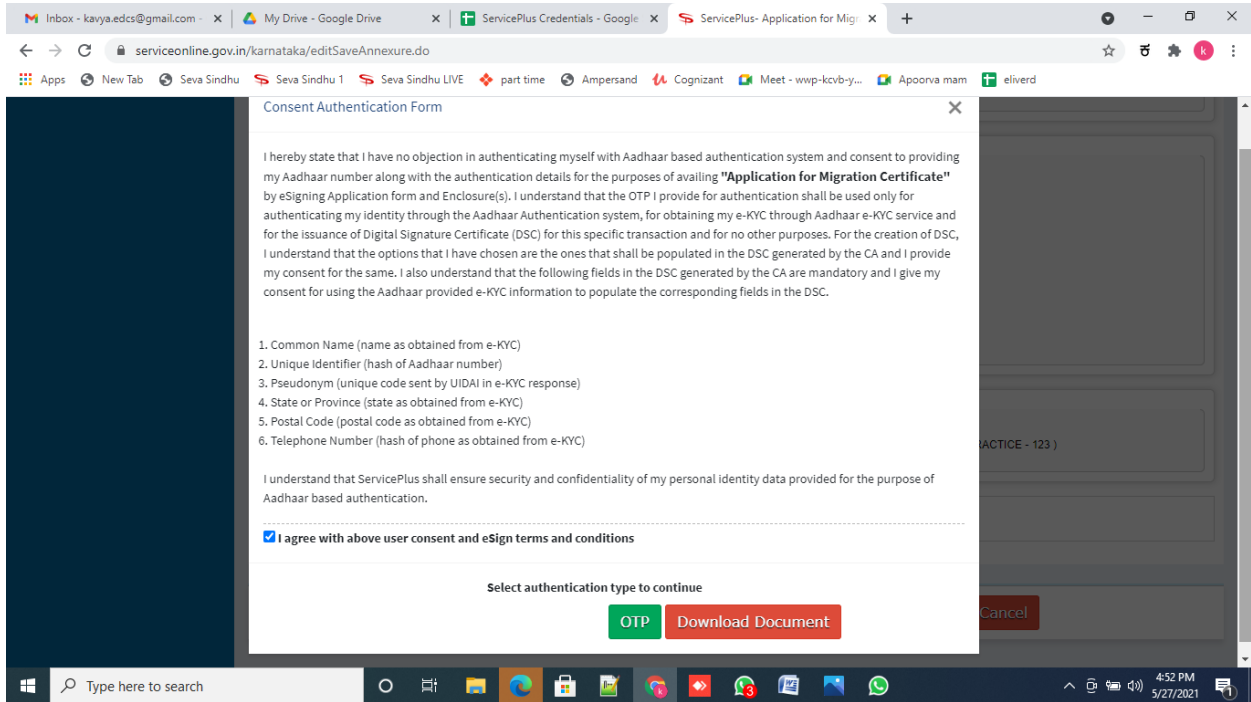 Inbox - kavya.edcs@gmail.com -
My Drive - Google Drive
ServicePlus Credentials - Google
ServicePlus- Application for Migr
serviceonline.gov.in/karnataka/editSaveAnnexure.do
ಕ
k
Apps
New Tab
Seva Sindhu
Seva Sindhu 1
Seva Sindhu LIVE
part time
Ampersand
Cognizant
Meet - wwp-kcvb-y...
Apoorva mam
eliverd
Consent Authentication Form
I hereby state that I have no objection in authenticating myself with Aadhaar based authentication system and consent to providing
my Aadhaar number along with the authentication details for the purposes of availing "Application for Migration Certificate"
by eSigning Application form and Enclosure(s). I understand that the OTP I provide for authentication shall be used only for
authenticating my identity through the Aadhaar Authentication system, for obtaining my e-KYC through Aadhaar e-KYC service and
for the issuance of Digital Signature Certificate (DSC) for this specific transaction and for no other purposes. For the creation of DSC,
I understand that the options that I have chosen are the ones that shall be populated in the DSC generated by the CA and I provide
my consent for the same. I also understand that the following fields in the DSC generated by the CA are mandatory and I give my
consent for using the Aadhaar provided e-KYC information to populate the corresponding fields in the DSC.
1. Common Name (name as obtained from e-KYC)
2. Unique Identifier (hash of Aadhaar number)
3. Pseudonym (unique code sent by UIDAI in e-KYC response)
4. State or Province (state as obtained from e-KYC)
5. Postal Code (postal code as obtained from e-KYC)
6. Telephone Number (hash of phone as obtained from e-KYC)
RACTICE - 123 )
I understand that ServicePlus shall ensure security and confidentiality of my personal identity data provided for the purpose of
Aadhaar based authentication.
I agree with above user consent and eSign terms and conditions
Select authentication type to continue
OTP
Download Document
Cancel
Type here to search
3
4:52 PM
5/27/2021
1